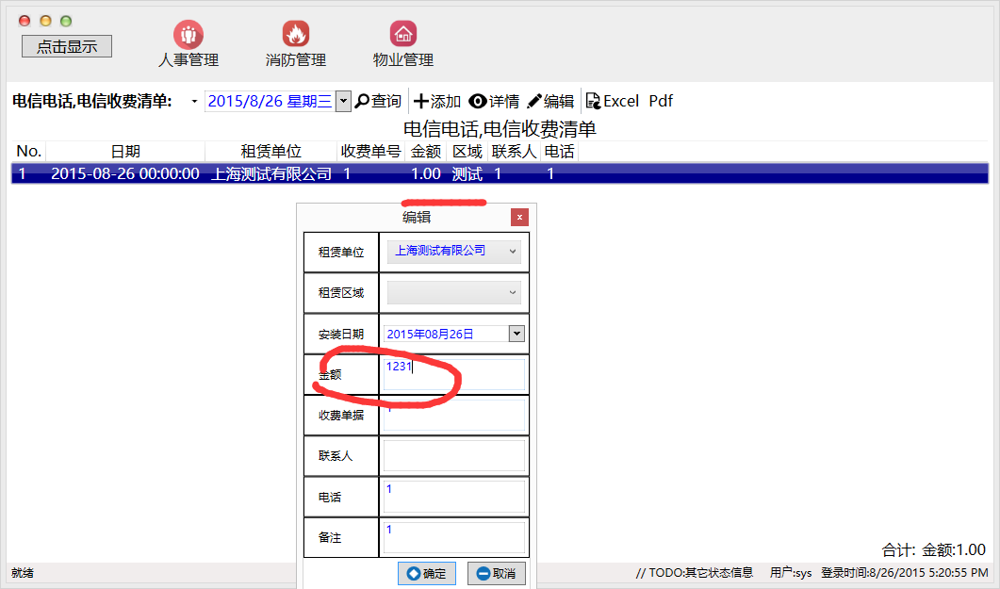 点击显示
人事管理 消防管理 物业管理
电信电话,电信收费清单: 2015/8/26 星期三 查询 添加 详情 编辑 Excel Pdf
电信电话,电信收费清单
No. 日期 租赁单位 收费单号 金额 区域 联系人 电话
1 2015-08-26 00:00:00 上海测试有限公司 1 1.00 测试 1 1
编辑 x
租赁单位 上海测试有限公司
租赁区域
安装日期 2015年08月26日
金额 1231
收费单据 1
联系人
电话 1
备注 1
合计: 金额:1.00
确定 取消
就绪 // TODO:其它状态信息 用户:sys 登录时间:8/26/2015 5:20:55 PM